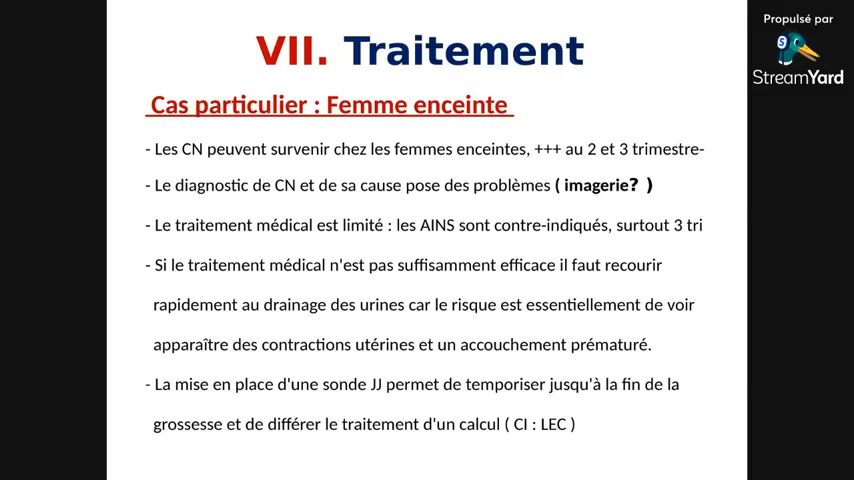 Propulsé par
StreamYard
VII. Traitement
Cas particulier : Femme enceinte
- Les CN peuvent survenir chez les femmes enceintes, +++ au 2 et 3 trimestre-
- Le diagnostic de CN et de sa cause pose des problèmes ( imagerie? )
- Le traitement médical est limité : les AINS sont contre-indiqués, surtout 3 tri
- Si le traitement médical n'est pas suffisamment efficace il faut recourir
rapidement au drainage des urines car le risque est essentiellement de voir
apparaître des contractions utérines et un accouchement prématuré.
- La mise en place d'une sonde JJ permet de temporiser jusqu'à la fin de la
grossesse et de différer le traitement d'un calcul ( CI : LEC )